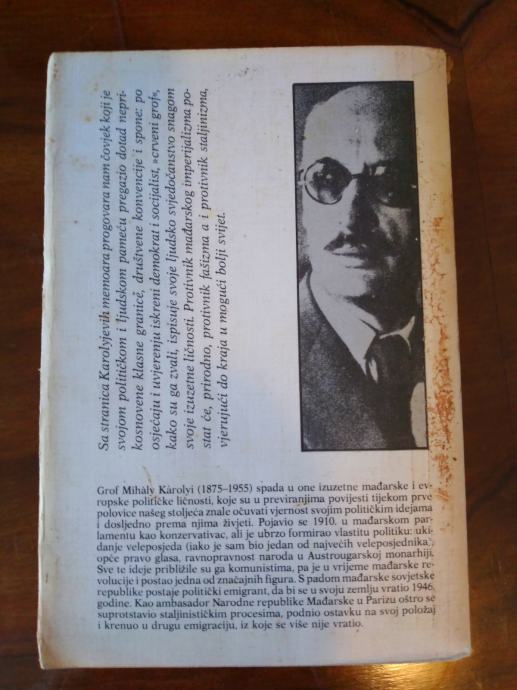 Sa stranica Karolyjevih memoara progovara nam čovjek koji je
svojom političkom i ljudskom pameću pregazio dotad nepri-
kosnovene klasne granice, društvene konvencije i spone: po
osjećaju i uvjerenju iskreni demokrat i socijalist, »crveni grof«,
kako su ga zvali, ispisuje svoje ljudsko svjedočanstvo snagom
svoje izuzetne ličnosti. Protivnik mađarskog imperijalizma po-
stat će, prirodno, protivnik fašizma a i protivnik staljinizma,
vjerujući do kraja u mogući bolji svijet.
Grof Mihàly Kàrolyi (1875–1955) spada u one izuzetne mađarske i ev-
ropske političke ličnosti, koje su u previranjima povijesti tijekom prve
polovice našeg stoljeća znale očuvati vjernost svojim političkim idejama
i dosljedno prema njima živjeti. Pojavio se 1910. u mađarskom par-
lamentu kao konzervativac, ali je ubrzo formirao vlastitu politiku: uki-
danje veleposjeda (iako je sam bio jedan od najvećih veleposjednika),
opće pravo glasa, ravnopravnost naroda u Austrougarskoj monarhiji.
Sve te ideje približile su ga komunistima, pa je u vrijeme mađarske re-
volucije i postao jedna od značajnih figura. S padom mađarske sovjetske
republike postaje politički emigrant, da bi se u svoju zemlju vratio 1946.
godine. Kao ambasador Narodne republike Mađarske u Parizu oštro se
suprotstavio staljinističkim procesima, podnio ostavku na svoj položaj
i krenuo u drugu emigraciju, iz koje se više nije vratio.